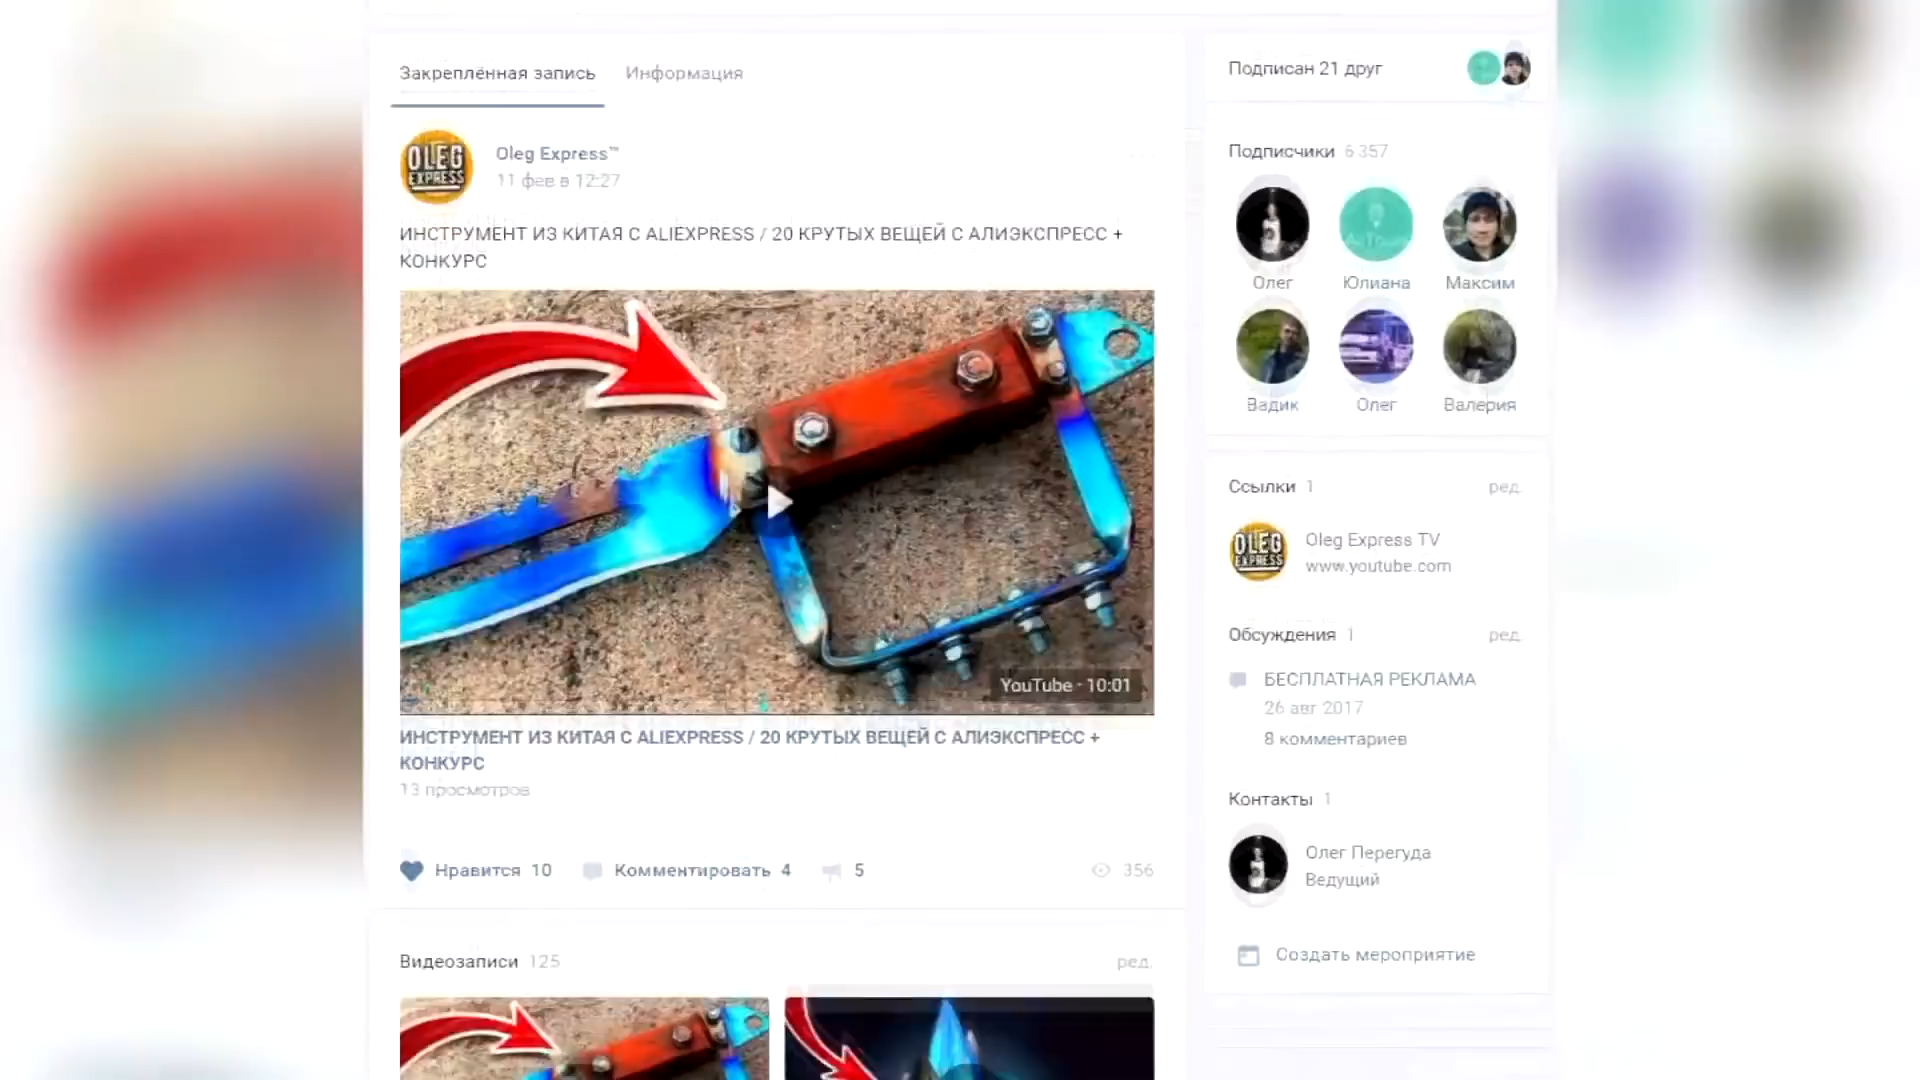 Закреплённая запись Информация
OLEG
EXPRESS
Oleg Express™
11 фев в 12:27
ИНСТРУМЕНТ ИЗ КИТАЯ С ALIEXPRESS / 20 КРУТЫХ ВЕЩЕЙ С АЛИЭКСПРЕСС +
КОНКУРС
YouTube · 10:01
ИНСТРУМЕНТ ИЗ КИТАЯ С ALIEXPRESS / 20 КРУТЫХ ВЕЩЕЙ С АЛИЭКСПРЕСС +
КОНКУРС
13 просмотров
Нравится 10 Комментировать 4 5 356
Видеозаписи 125 ред.
Подписан 21 друг
Подписчики 6 357
Олег Юлиана Максим
Вадик Олег Валерия
Ссылки 1 ред.
OLEG
EXPRESS
Oleg Express TV
www.youtube.com
Обсуждения 1 ред.
БЕСПЛАТНАЯ РЕКЛАМА
26 авг 2017
8 комментариев
Контакты 1
Олег Перегуда
Ведущий
Создать мероприятие